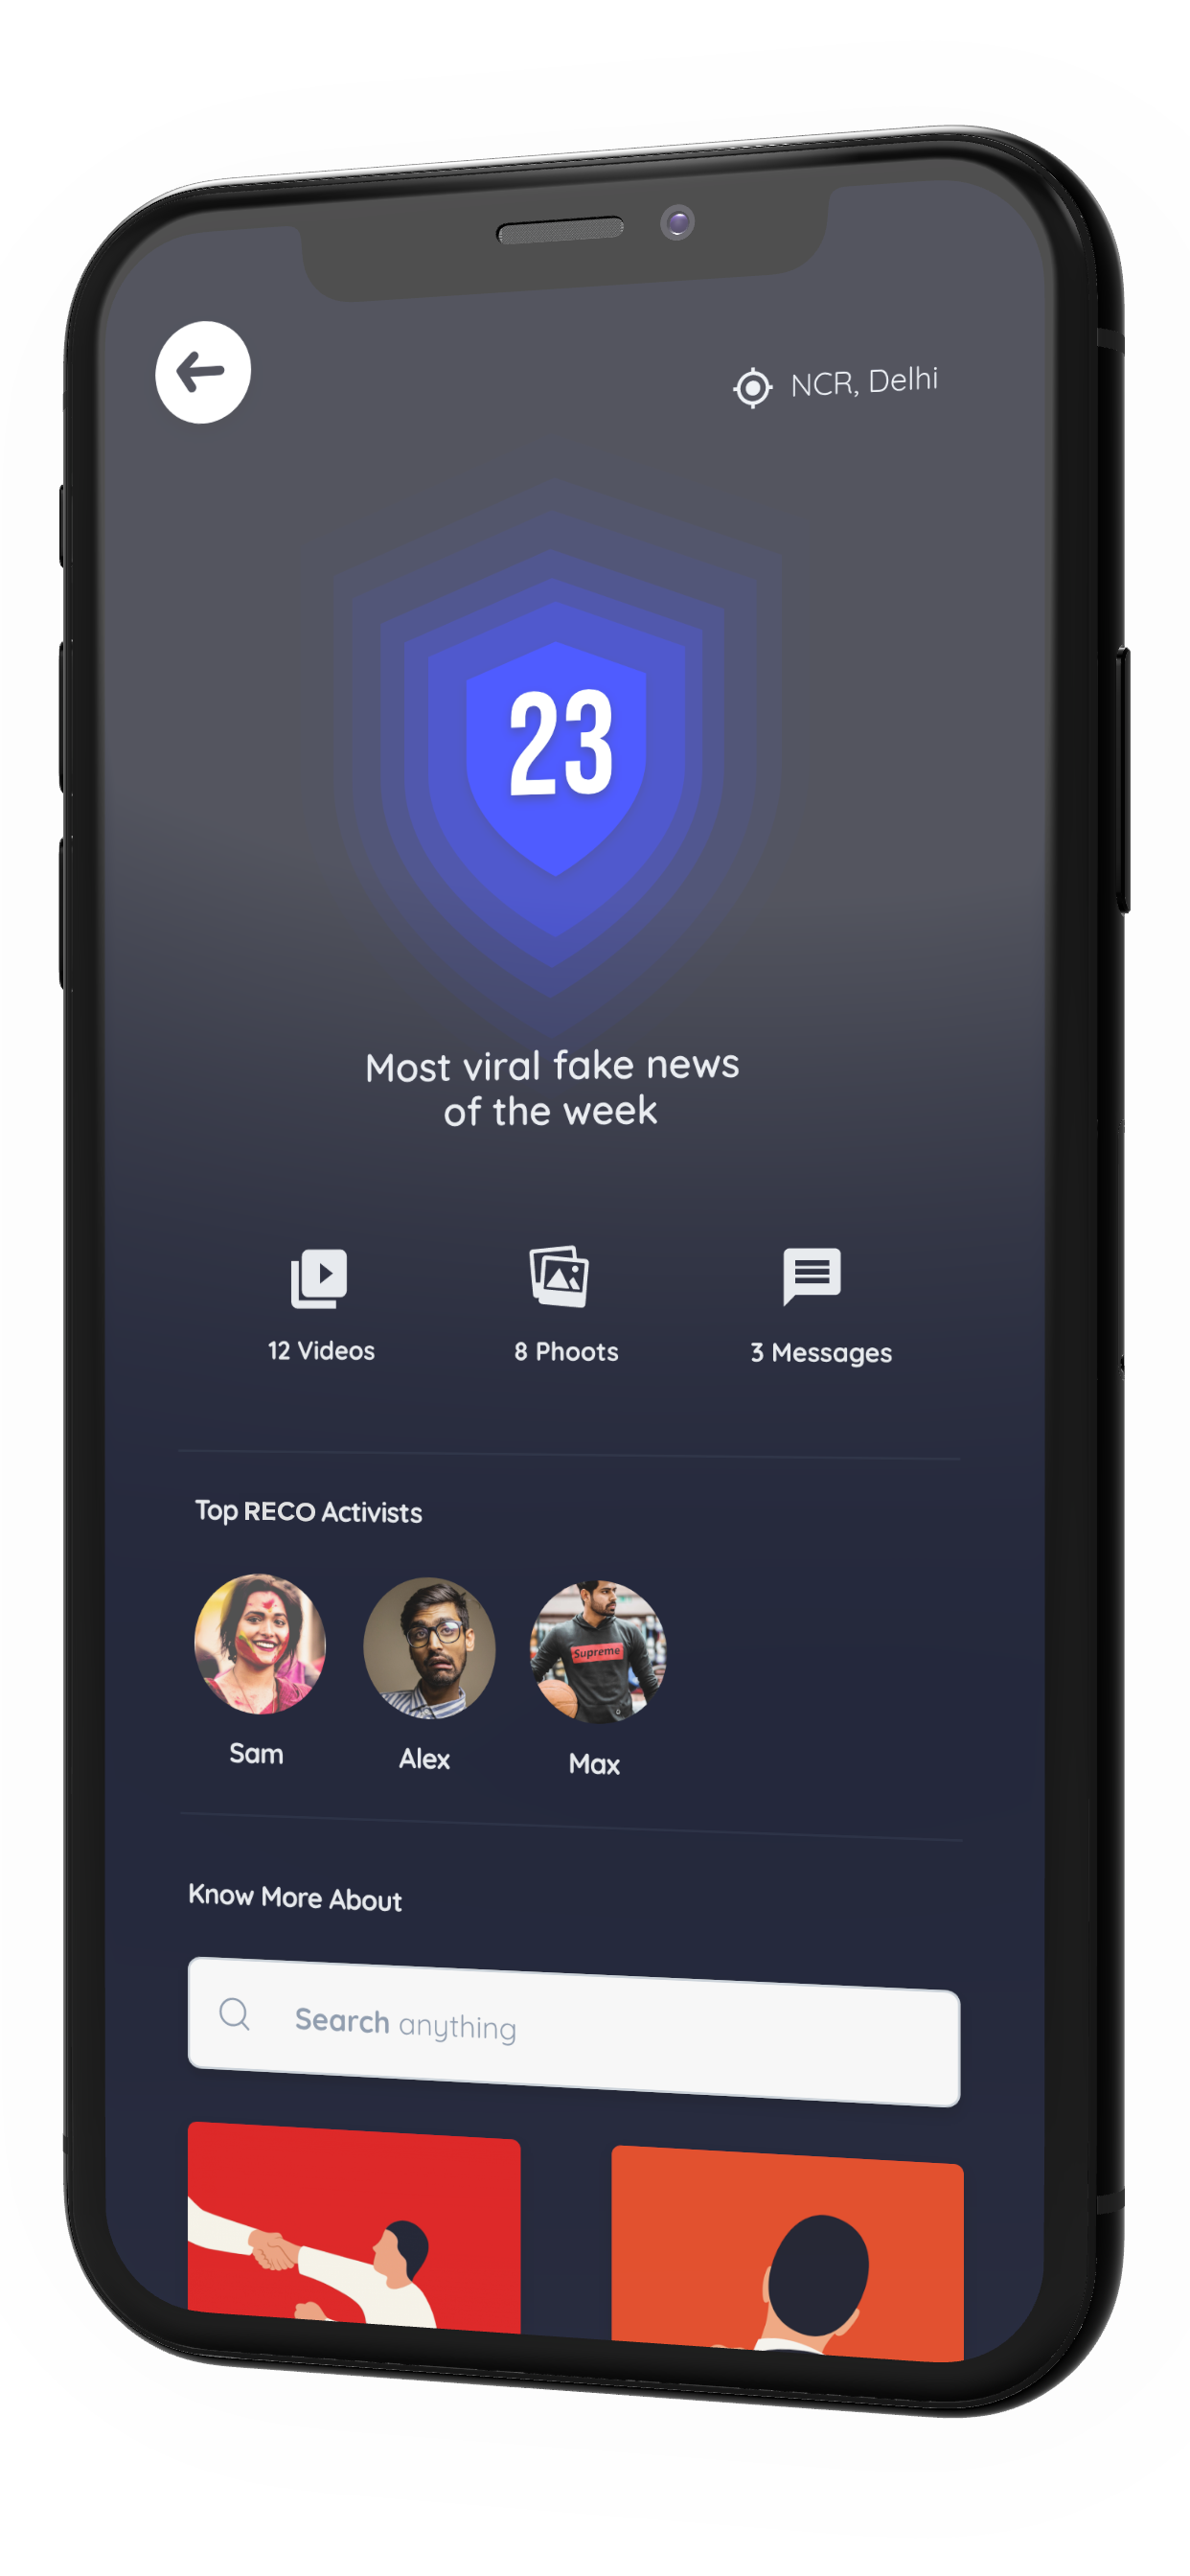 NCR, Delhi
23
Most viral fake news
of the week
12 Videos
8 Phoots
3 Messages
Top RECO Activists
Supreme
Sam
Alex
Max
Know More About
Search anything